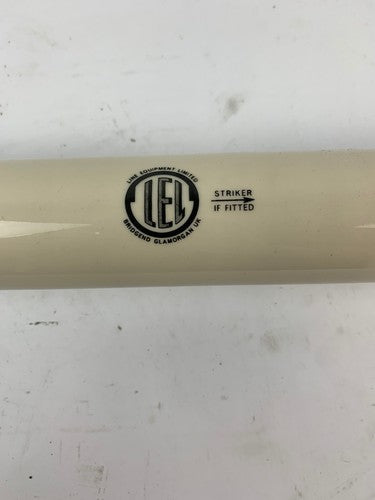 LINE EQUIPMENT LIMITED
LEL
BRIDGEND GLAMORGAN UK
STRIKER
IF FITTED